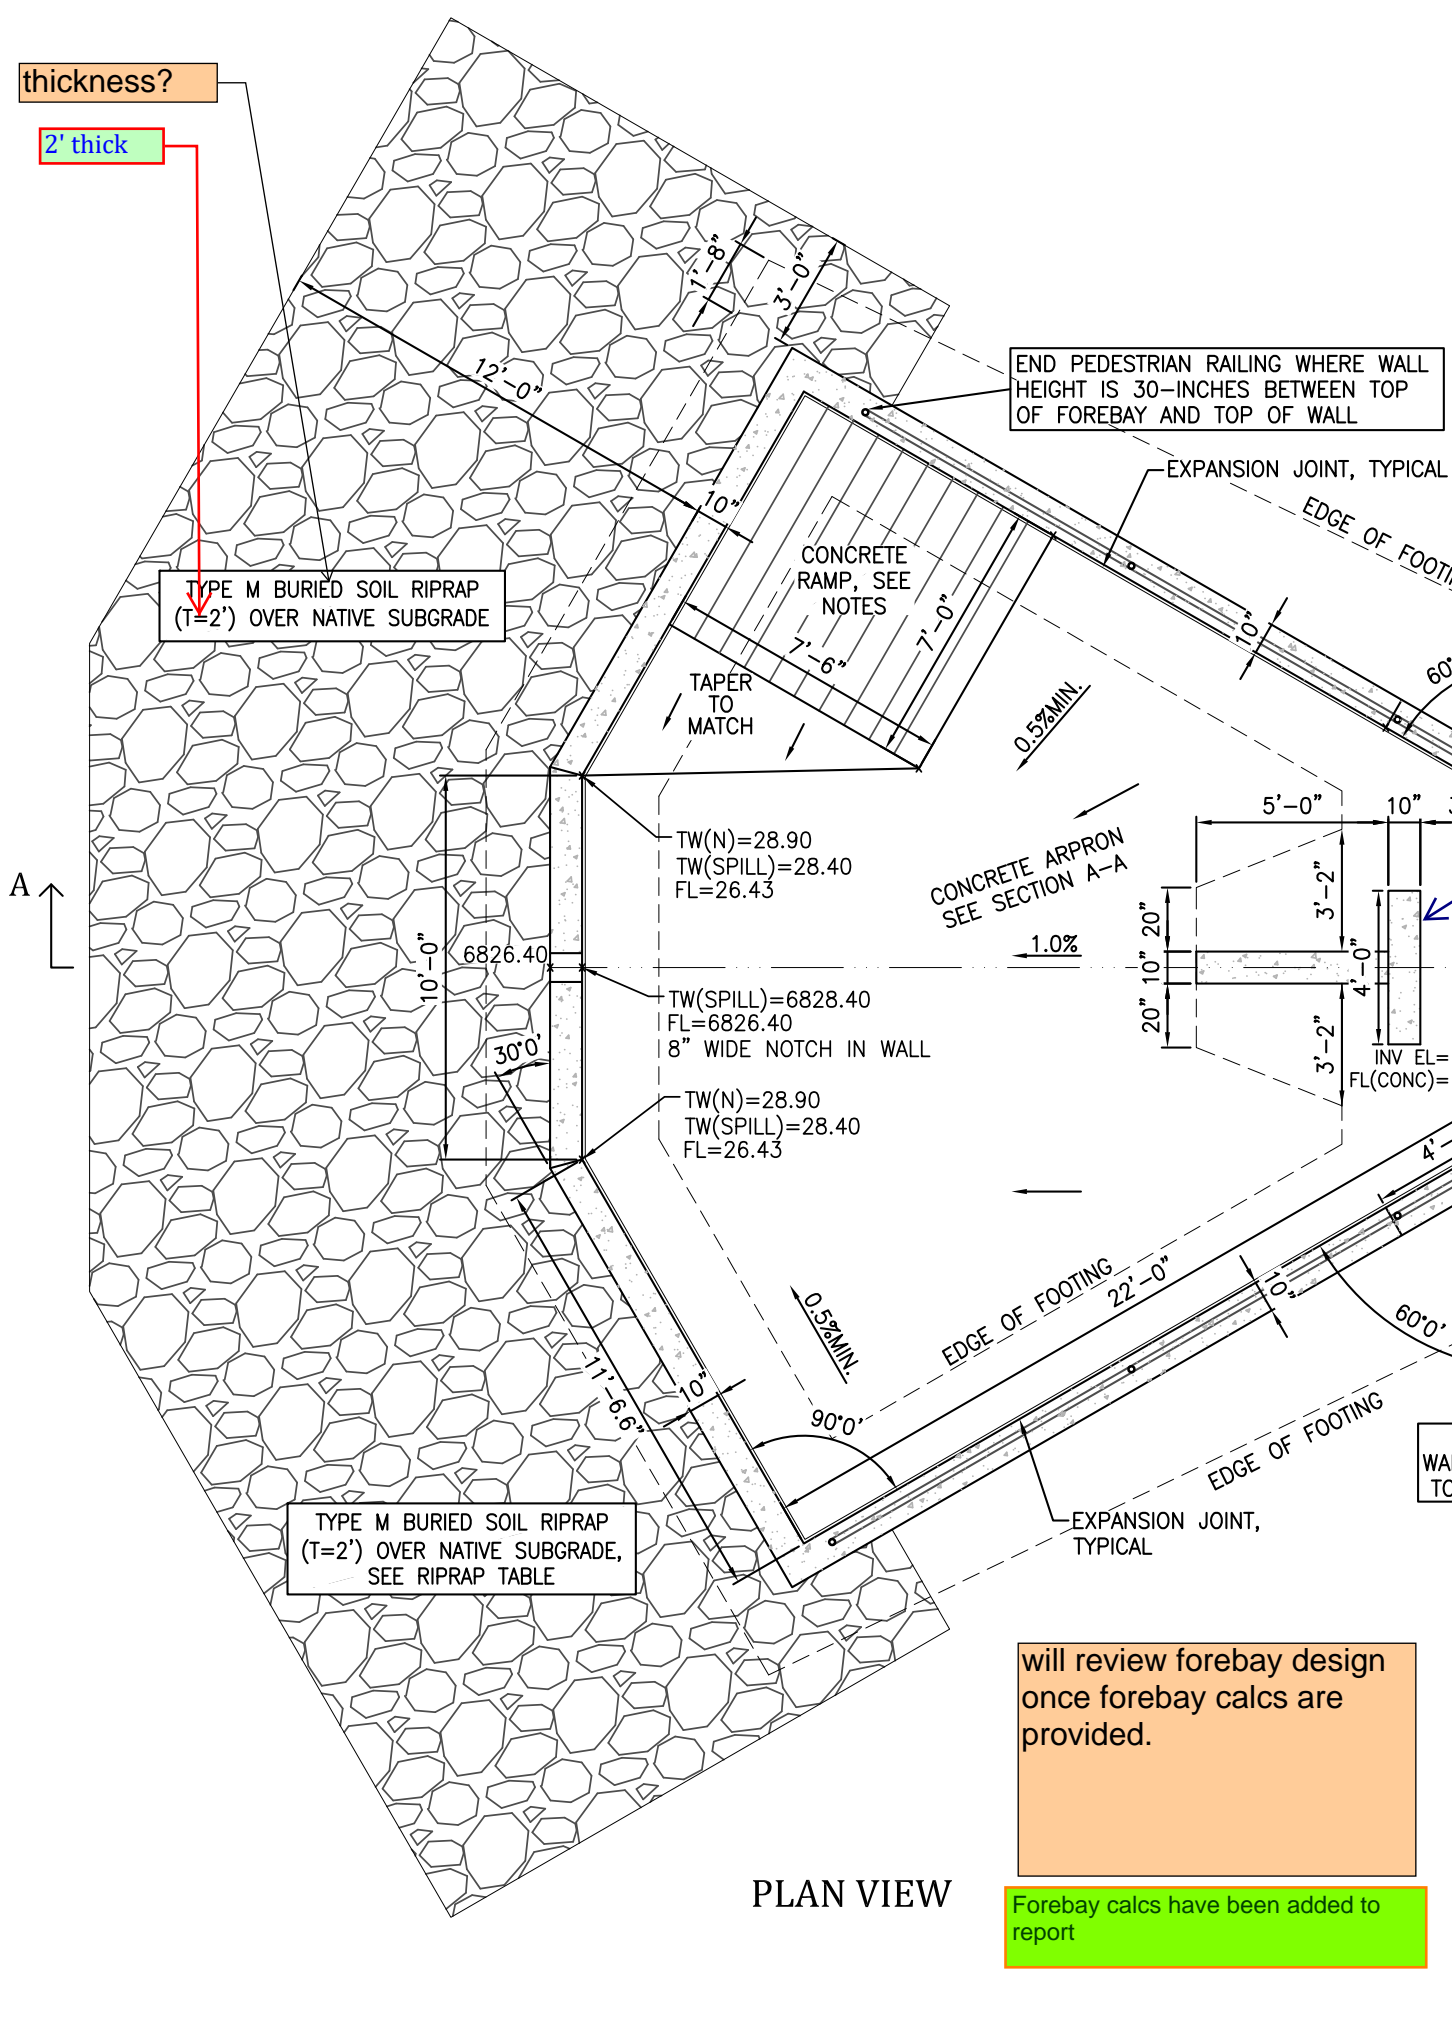 thickness?
2' thick
1'-8"
3'-0"
12'-0"
END PEDESTRIAN RAILING WHERE WALL
HEIGHT IS 30-INCHES BETWEEN TOP
OF FOREBAY AND TOP OF WALL
EXPANSION JOINT, TYPICAL
10"
EDGE OF FOOTI
CONCRETE
RAMP, SEE
NOTES
TYPE M BURIED SOIL RIPRAP
(T=2') OVER NATIVE SUBGRADE
7'-0"
7'-6"
10"
60°
TAPER
TO
MATCH
0.5%MIN.
5'-0"
10"
TW(N)=28.90
TW(SPILL)=28.40
FL=26.43
CONCRETE ARPRON
SEE SECTION A-A
A
3'-2"
20"
10'-0"
6826.40
1.0%
10"
4'-0"
TW(SPILL)=6828.40
FL=6826.40
8" WIDE NOTCH IN WALL
20"
30°0'
3'-2"
INV EL=
FL(CONC)=
TW(N)=28.90
TW(SPILL)=28.40
FL=26.43
4'-
EDGE OF FOOTING
22'-0"
10"
0.5%MIN.
60°0'
11'-6.6"
10"
90°0'
EDGE OF FOOTING
WA
TO
TYPE M BURIED SOIL RIPRAP
(T=2') OVER NATIVE SUBGRADE,
SEE RIPRAP TABLE
EXPANSION JOINT,
TYPICAL
will review forebay design
once forebay calcs are
provided.
PLAN VIEW
Forebay calcs have been added to
report